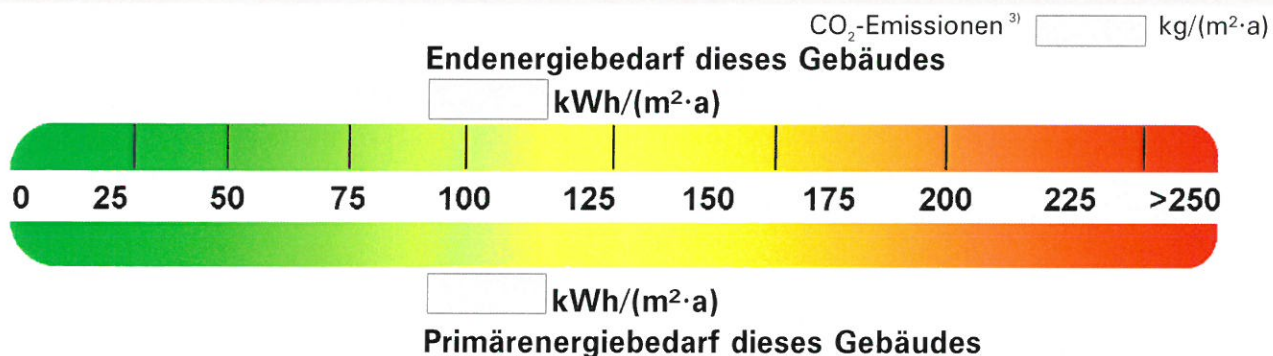 CO₂-Emissionen ³⁾ kg/(m²·a)
Endenergiebedarf dieses Gebäudes
kWh/(m²·a)
0 25 50 75 100 125 150 175 200 225 >250
kWh/(m²·a)
Primärenergiebedarf dieses Gebäudes